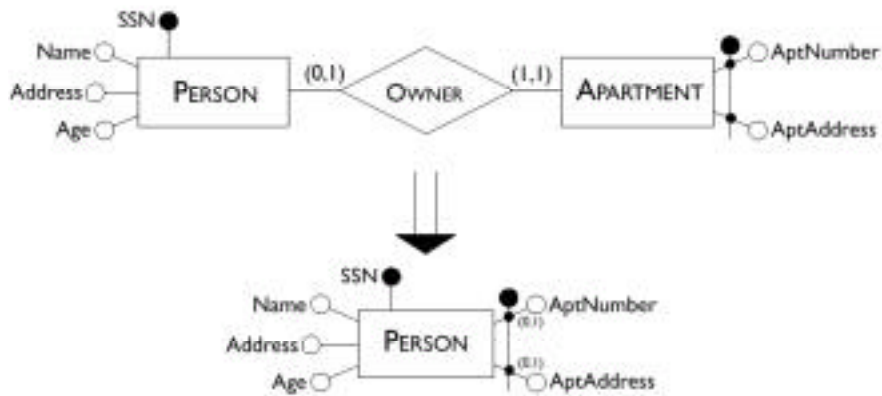 SSN
Name
Address
Age
PERSON
(0,1)
OWNER
(1,1)
APARTMENT
AptNumber
AptAddress
SSN
Name
Address
Age
PERSON
AptNumber
(0,1)
(0,1)
AptAddress